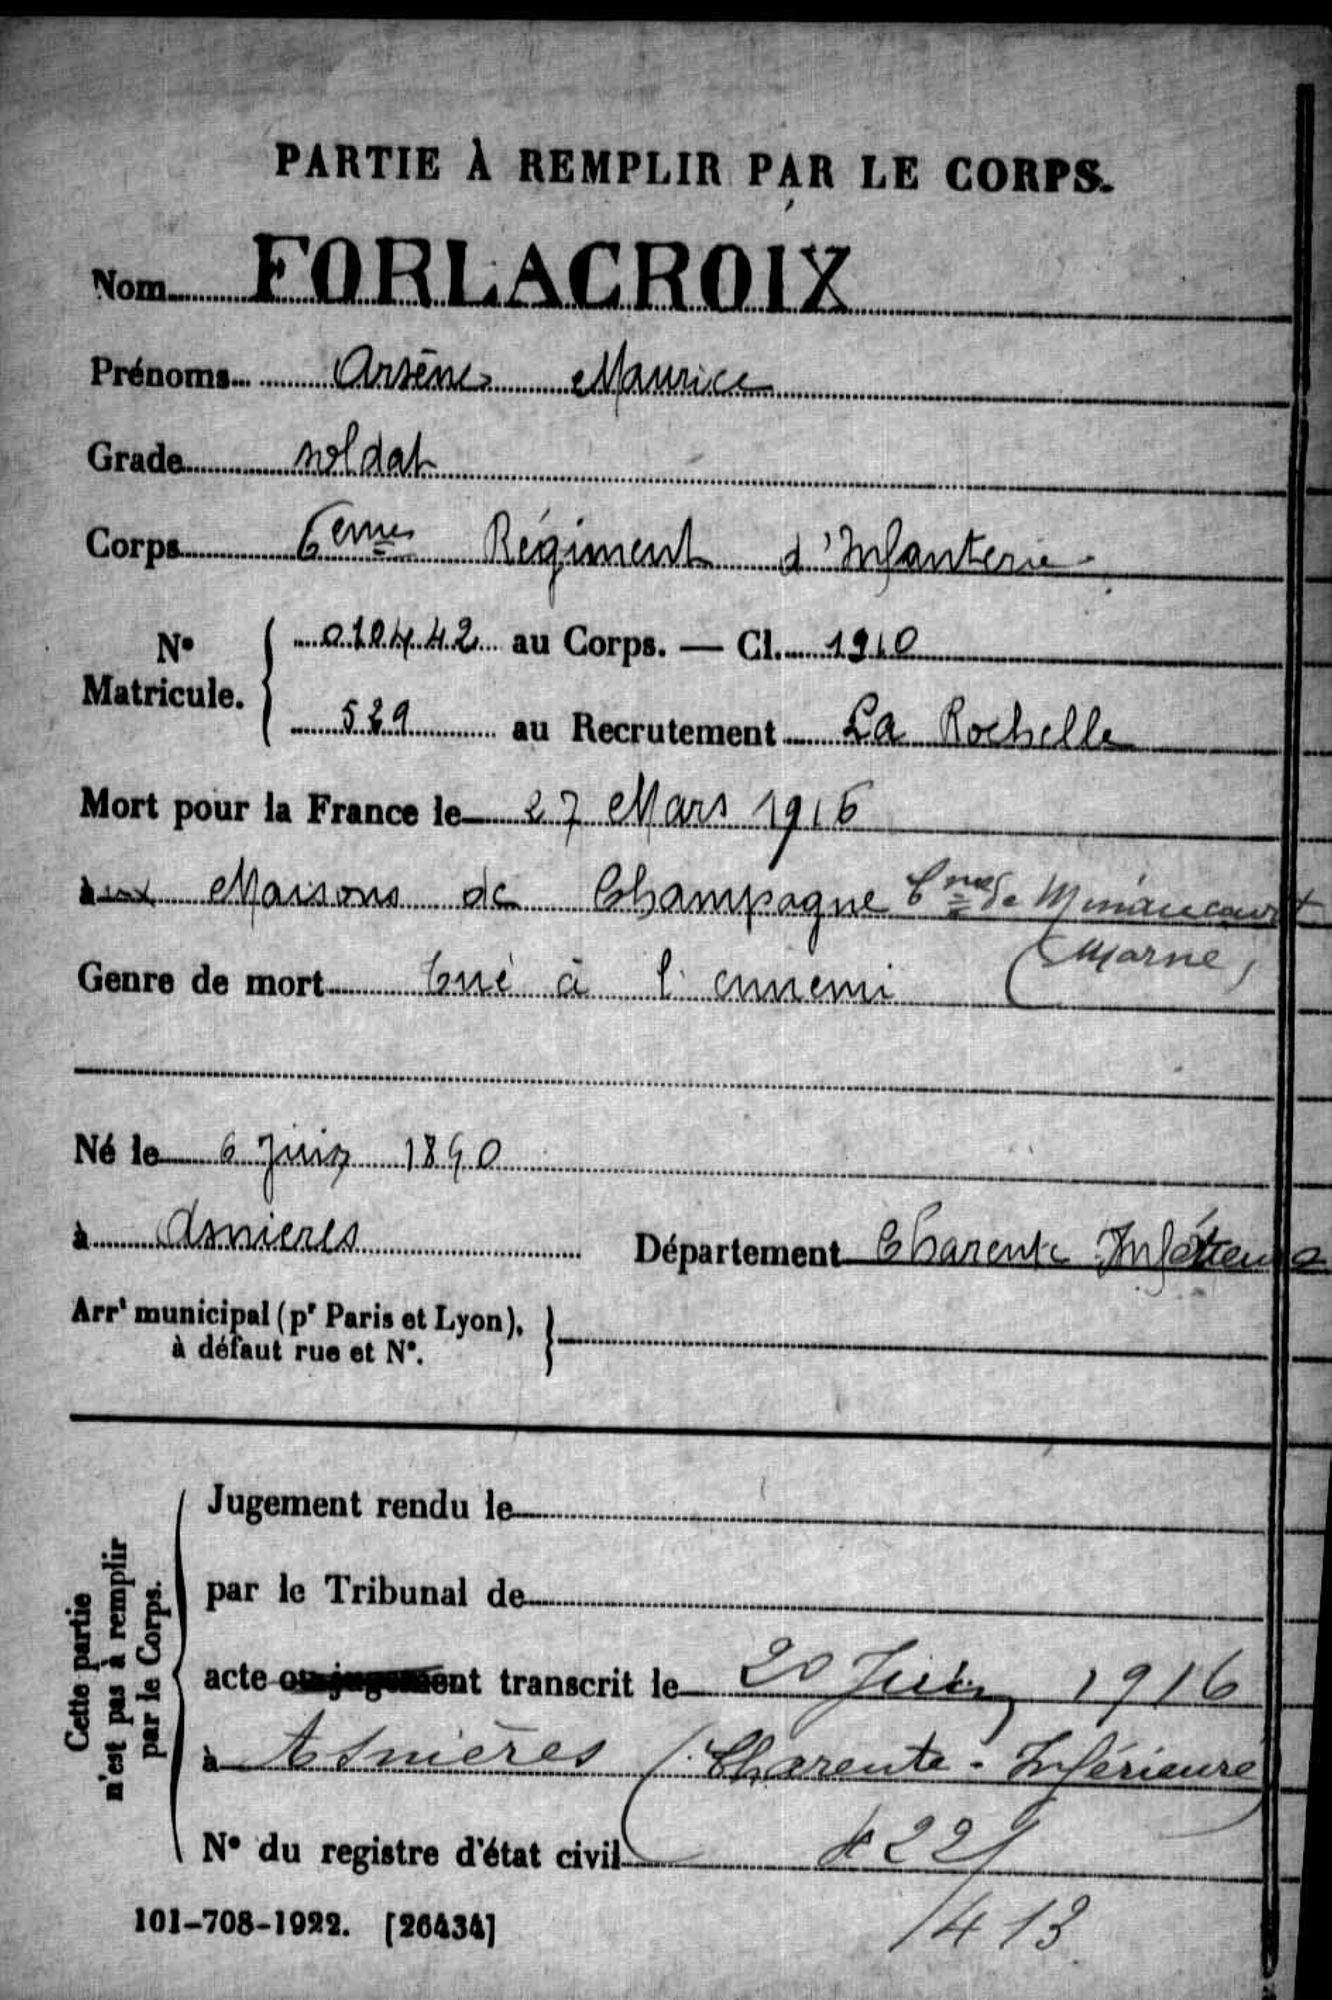 PARTIE À REMPLIR PAR LE CORPS.
Nom FORLACROIX
Prénoms Arsène Maurice
Grade soldat
Corps 6eme Régiment d'Infanterie
N°
Matricule.
010442 au Corps. — Cl. 1910
529 au Recrutement La Rochelle
Mort pour la France le 27 Mars 1916
aux Maisons de Champagne Cne de Minaucourt
(Marne)
Genre de mort tué à l'ennemi
Né le 6 Juin 1890
à Asnieres Département Charente Inférieure
Arrt municipal (pr Paris et Lyon),
à défaut rue et N°.
Cette partie
n'est pas à remplir
par le Corps.
Jugement rendu le
par le Tribunal de
acte ou jugement transcrit le 20 Juin 1916
à Asnières (Charente-Inférieure)
N° du registre d'état civil
101-708-1922. [26434]
1413